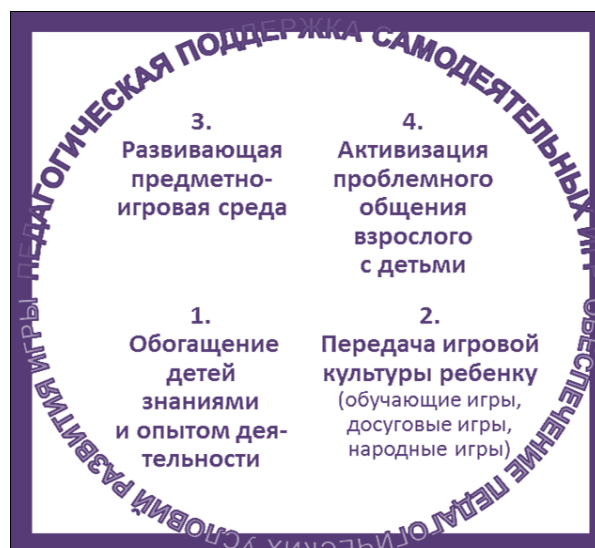 ПЕДАГОГИЧЕСКАЯ ПОДДЕРЖКА САМОДЕЯТЕЛЬНЫХ ИГР
3.
Развивающая
предметно-
игровая среда
4.
Активизация
проблемного
общения
взрослого
с детьми
1.
Обогащение
детей
знаниями
и опытом дея-
тельности
2.
Передача игровой
культуры ребенку
(обучающие игры,
досуговые игры,
народные игры)
ОБЕСПЕЧЕНИЕ ПЕДАГОГИЧЕСКИХ УСЛОВИЙ РАЗВИТИЯ ИГРЫ